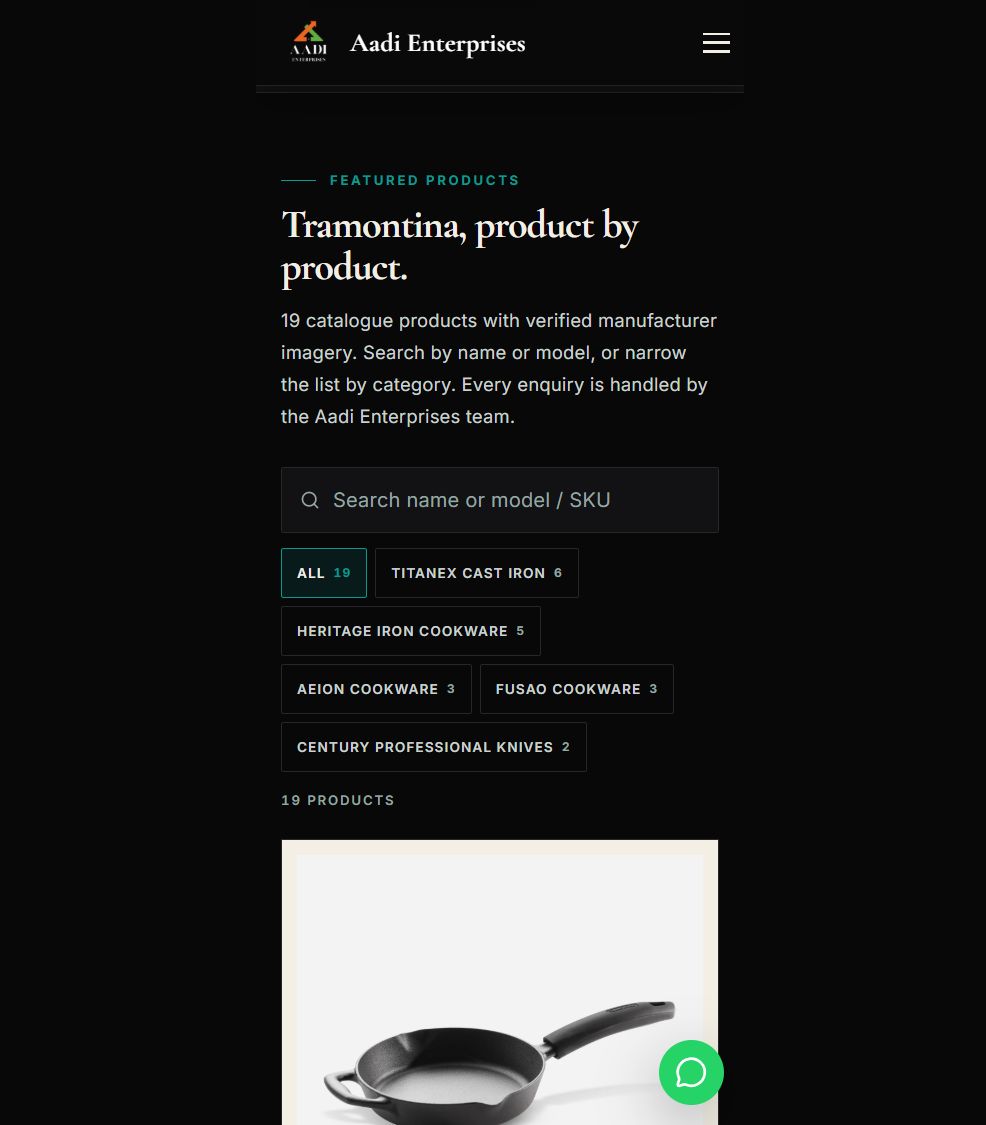 AADI
ENTERPRISES
Aadi Enterprises
FEATURED PRODUCTS
Tramontina, product by
product.
19 catalogue products with verified manufacturer
imagery. Search by name or model, or narrow
the list by category. Every enquiry is handled by
the Aadi Enterprises team.
Search name or model / SKU
ALL 19
TITANEX CAST IRON 6
HERITAGE IRON COOKWARE 5
AEION COOKWARE 3
FUSAO COOKWARE 3
CENTURY PROFESSIONAL KNIVES 2
19 PRODUCTS